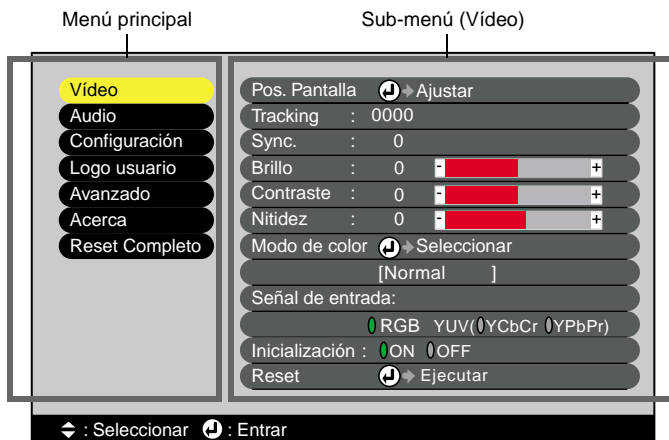 Menú principal
Sub-menú (Vídeo)
Vídeo
Audio
Configuración
Logo usuario
Avanzado
Acerca
Reset Completo
Pos. Pantalla Ajustar
Tracking : 0000
Sync. : 0
Brillo : 0 - +
Contraste : 0 - +
Nitidez : 0 - +
Modo de color Seleccionar
[Normal ]
Señal de entrada:
RGB YUV( YCbCr YPbPr)
Inicialización : ON OFF
Reset Ejecutar
: Seleccionar : Entrar